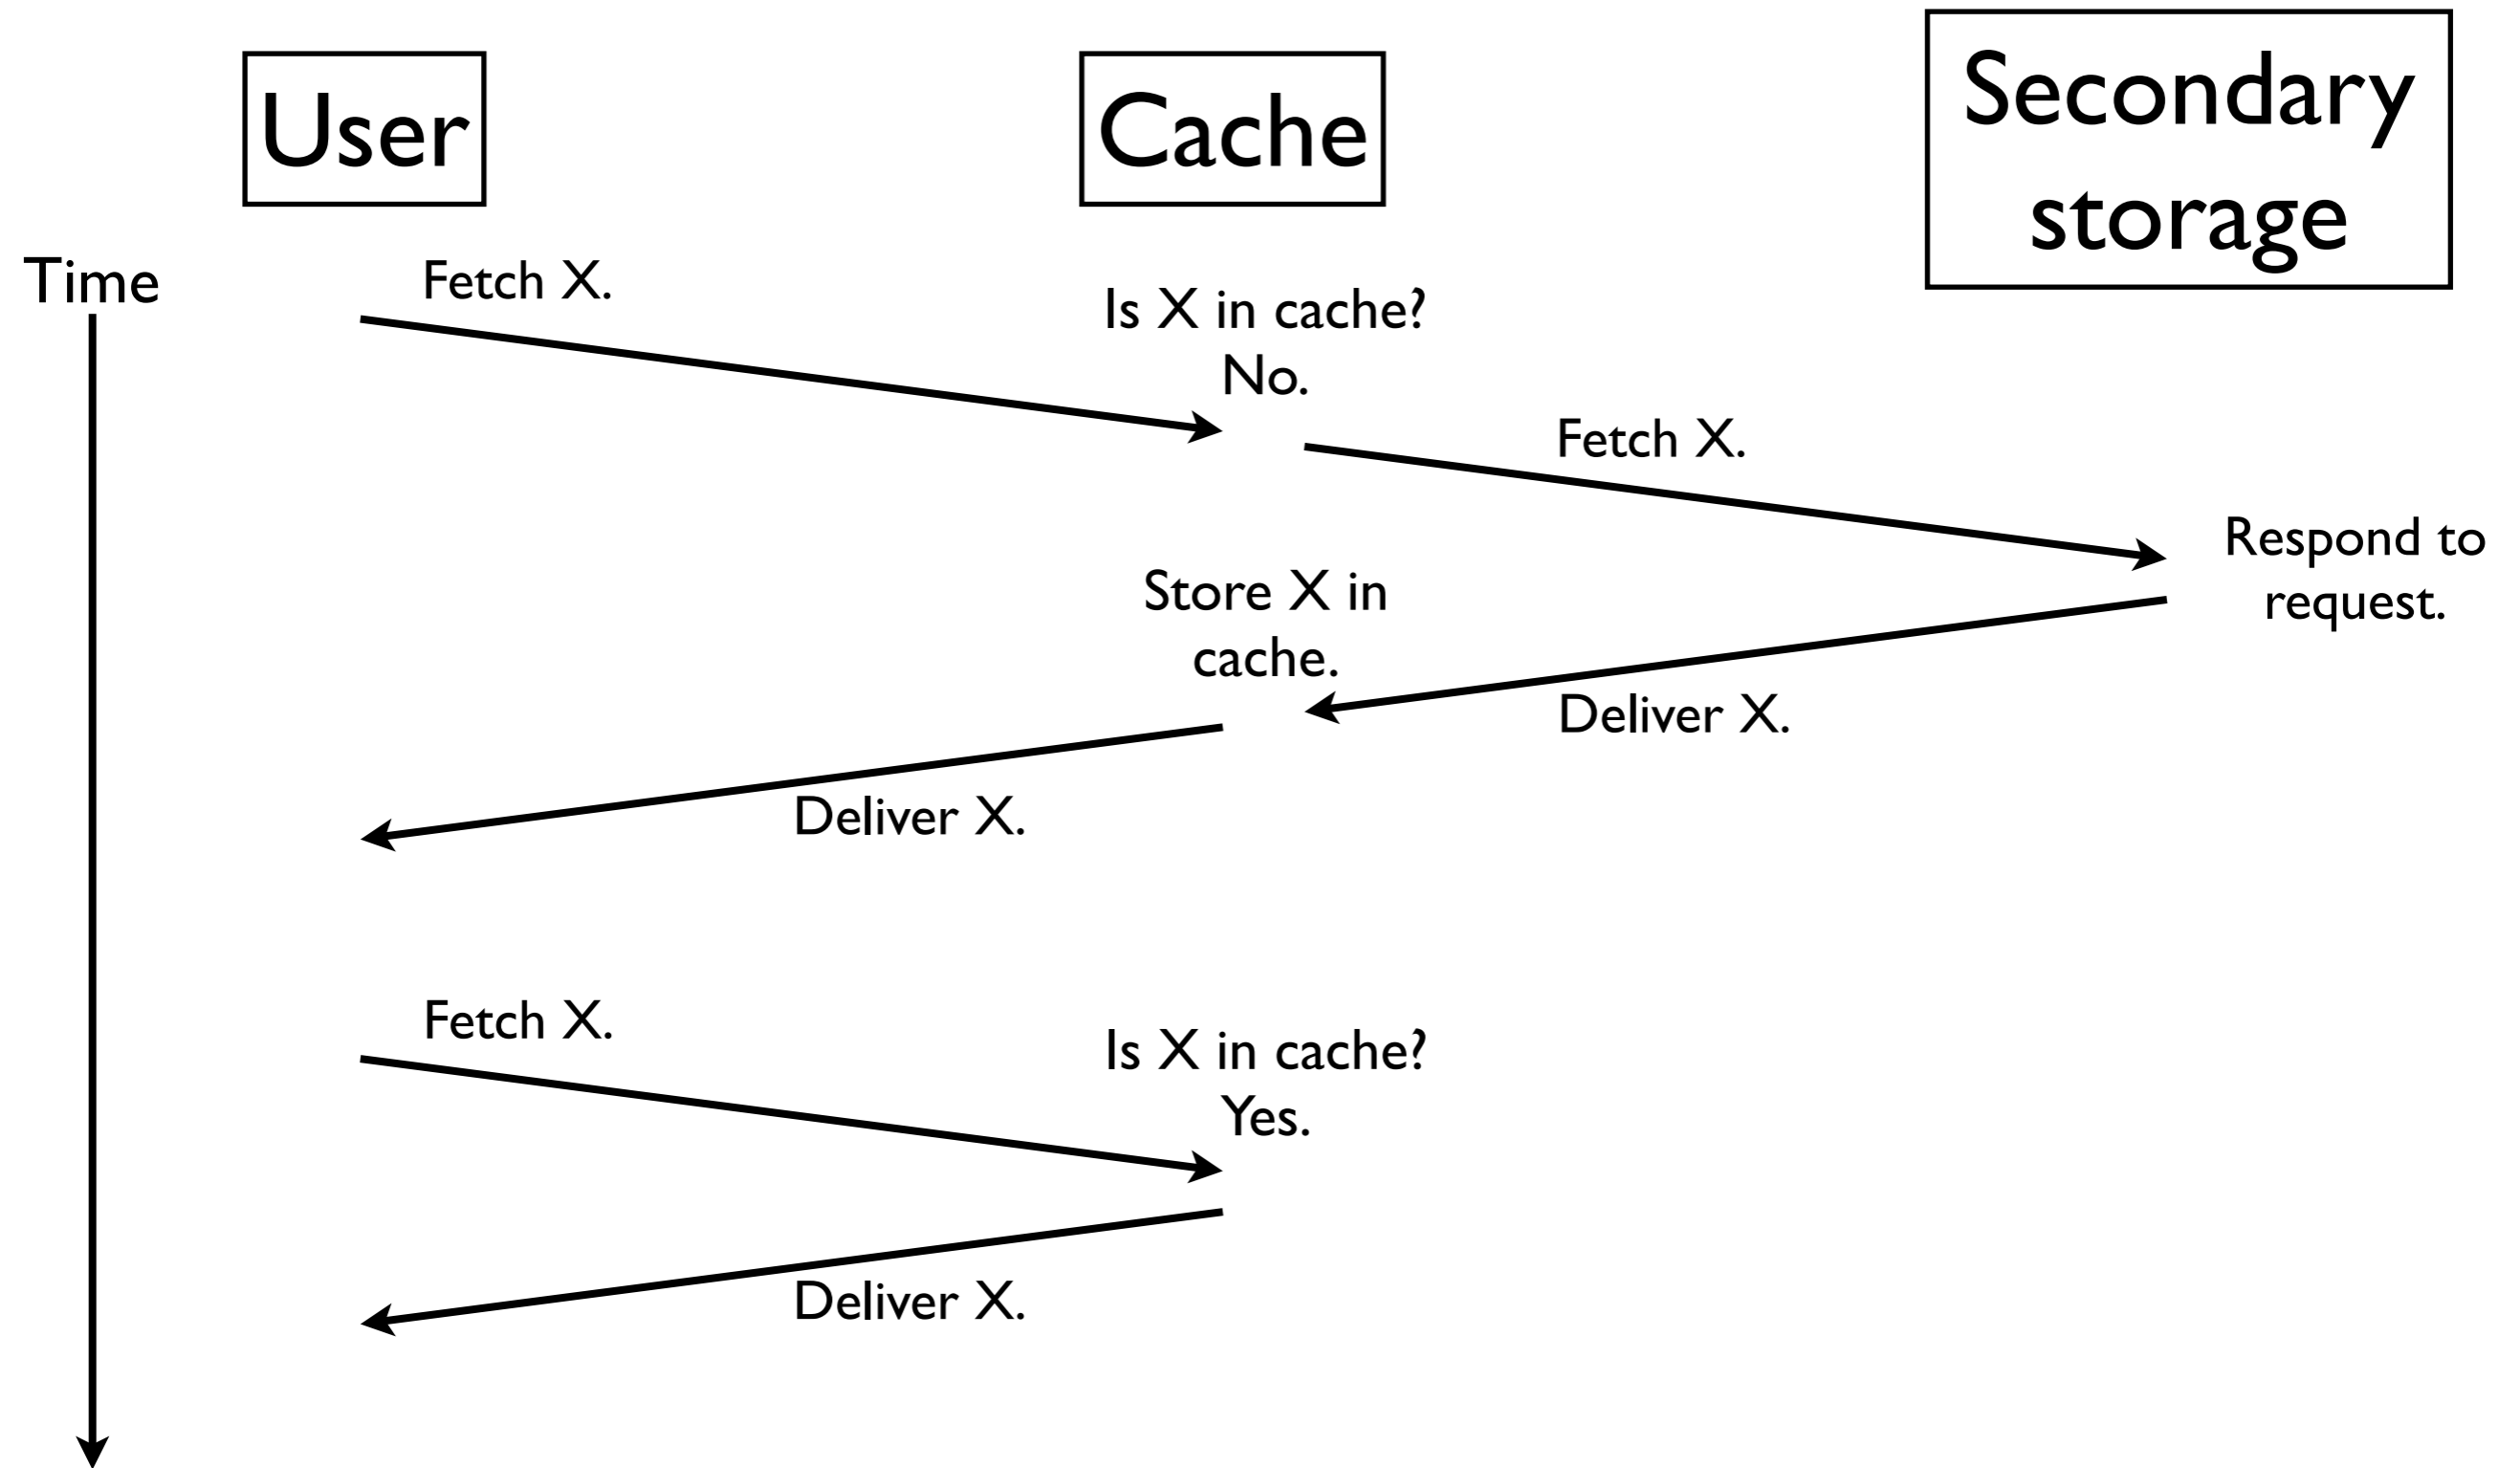 User
Cache
Secondary
storage
Time
Fetch X.
Is X in cache?
No.
Fetch X.
Respond to
request.
Store X in
cache.
Deliver X.
Deliver X.
Fetch X.
Is X in cache?
Yes.
Deliver X.